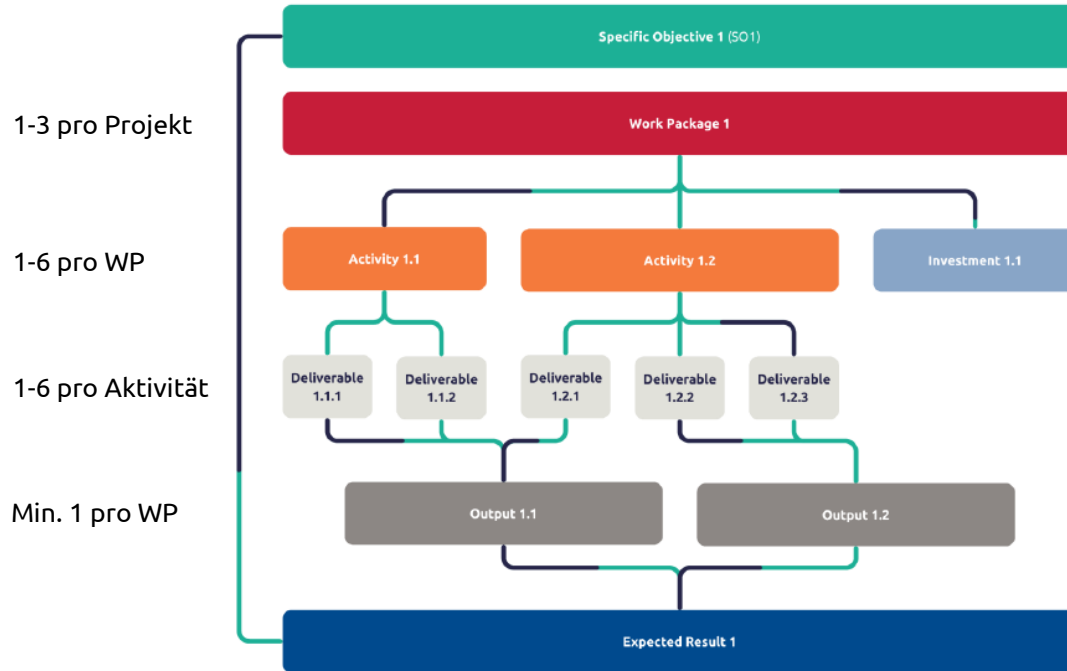 Specific Objective 1 (SO1)
1-3 pro Projekt
Work Package 1
1-6 pro WP
Activity 1.1
Activity 1.2
Investment 1.1
1-6 pro Aktivität
Deliverable
1.1.1
Deliverable
1.1.2
Deliverable
1.2.1
Deliverable
1.2.2
Deliverable
1.2.3
Min. 1 pro WP
Output 1.1
Output 1.2
Expected Result 1